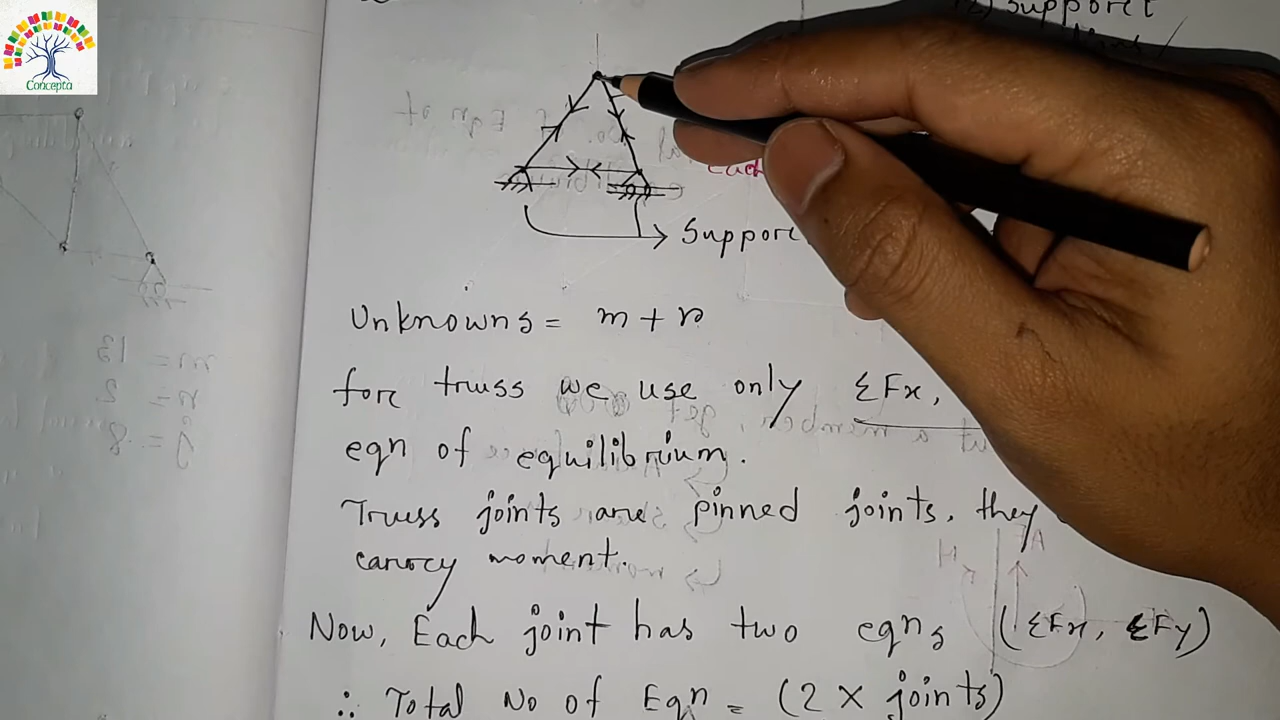 Concepta
Support
Unknowns = m + r
for truss we use only ΣFx,
eqn of equilibrium.
Truss joints are pinned joints, they
carry moment.
Now, Each joint has two eqns (ΣFx, ΣFy)
∴ Total No of Eqn = (2 X joints)